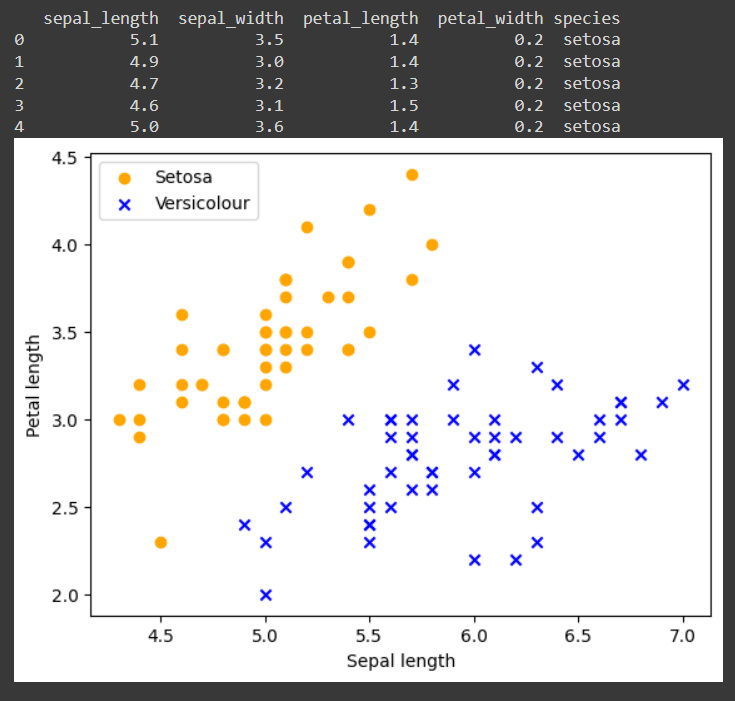 sepal_length sepal_width petal_length petal_width species
0 5.1 3.5 1.4 0.2 setosa
1 4.9 3.0 1.4 0.2 setosa
2 4.7 3.2 1.3 0.2 setosa
3 4.6 3.1 1.5 0.2 setosa
4 5.0 3.6 1.4 0.2 setosa
4.5
Setosa
Versicolour
4.0
3.5
Petal length
3.0
2.5
2.0
4.5 5.0 5.5 6.0 6.5 7.0
Sepal length